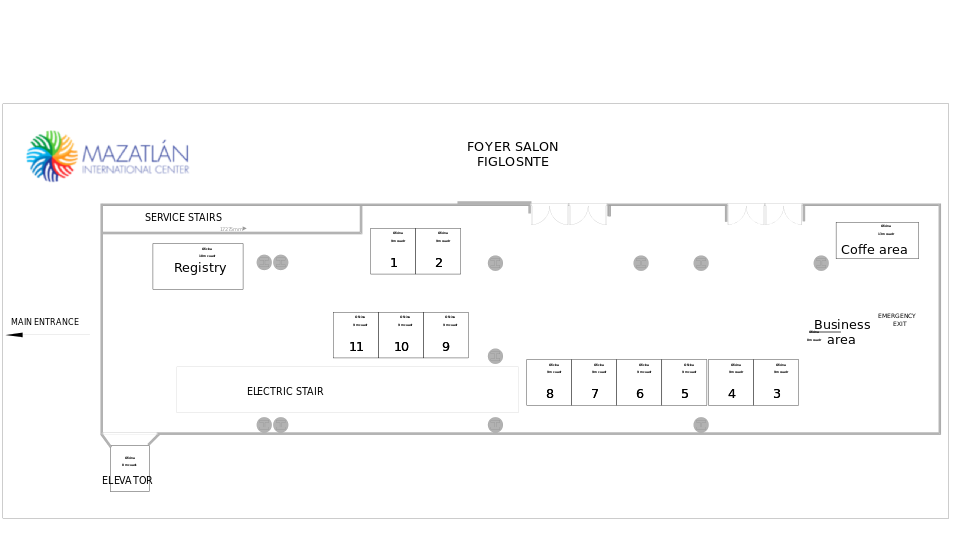 MAZATLÁN
INTERNATIONAL CENTER
FOYER SALON
FIGLOSNTE
SERVICE STAIRS
Registry
1
2
Coffe area
MAIN ENTRANCE
EMERGENCY
EXIT
Business
area
11
10
9
ELECTRIC STAIR
8
7
6
5
4
3
ELEVATOR